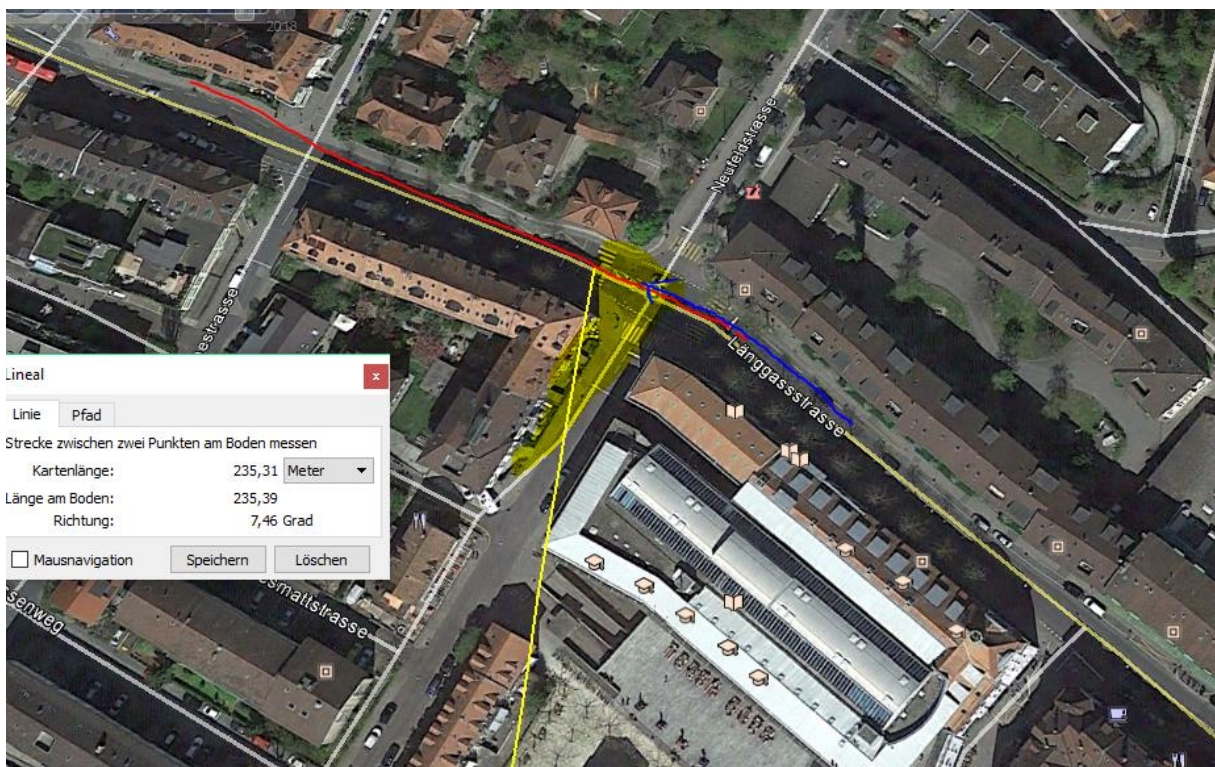 2018
Neufeldstrasse
Länggassstrasse
Lineal
x
Linie Pfad
Strecke zwischen zwei Punkten am Boden messen
Kartenlänge: 235,31 Meter
Länge am Boden: 235,39
Richtung: 7,46 Grad
Mausnavigation Speichern Löschen
estrasse
esmattstrasse
senweg